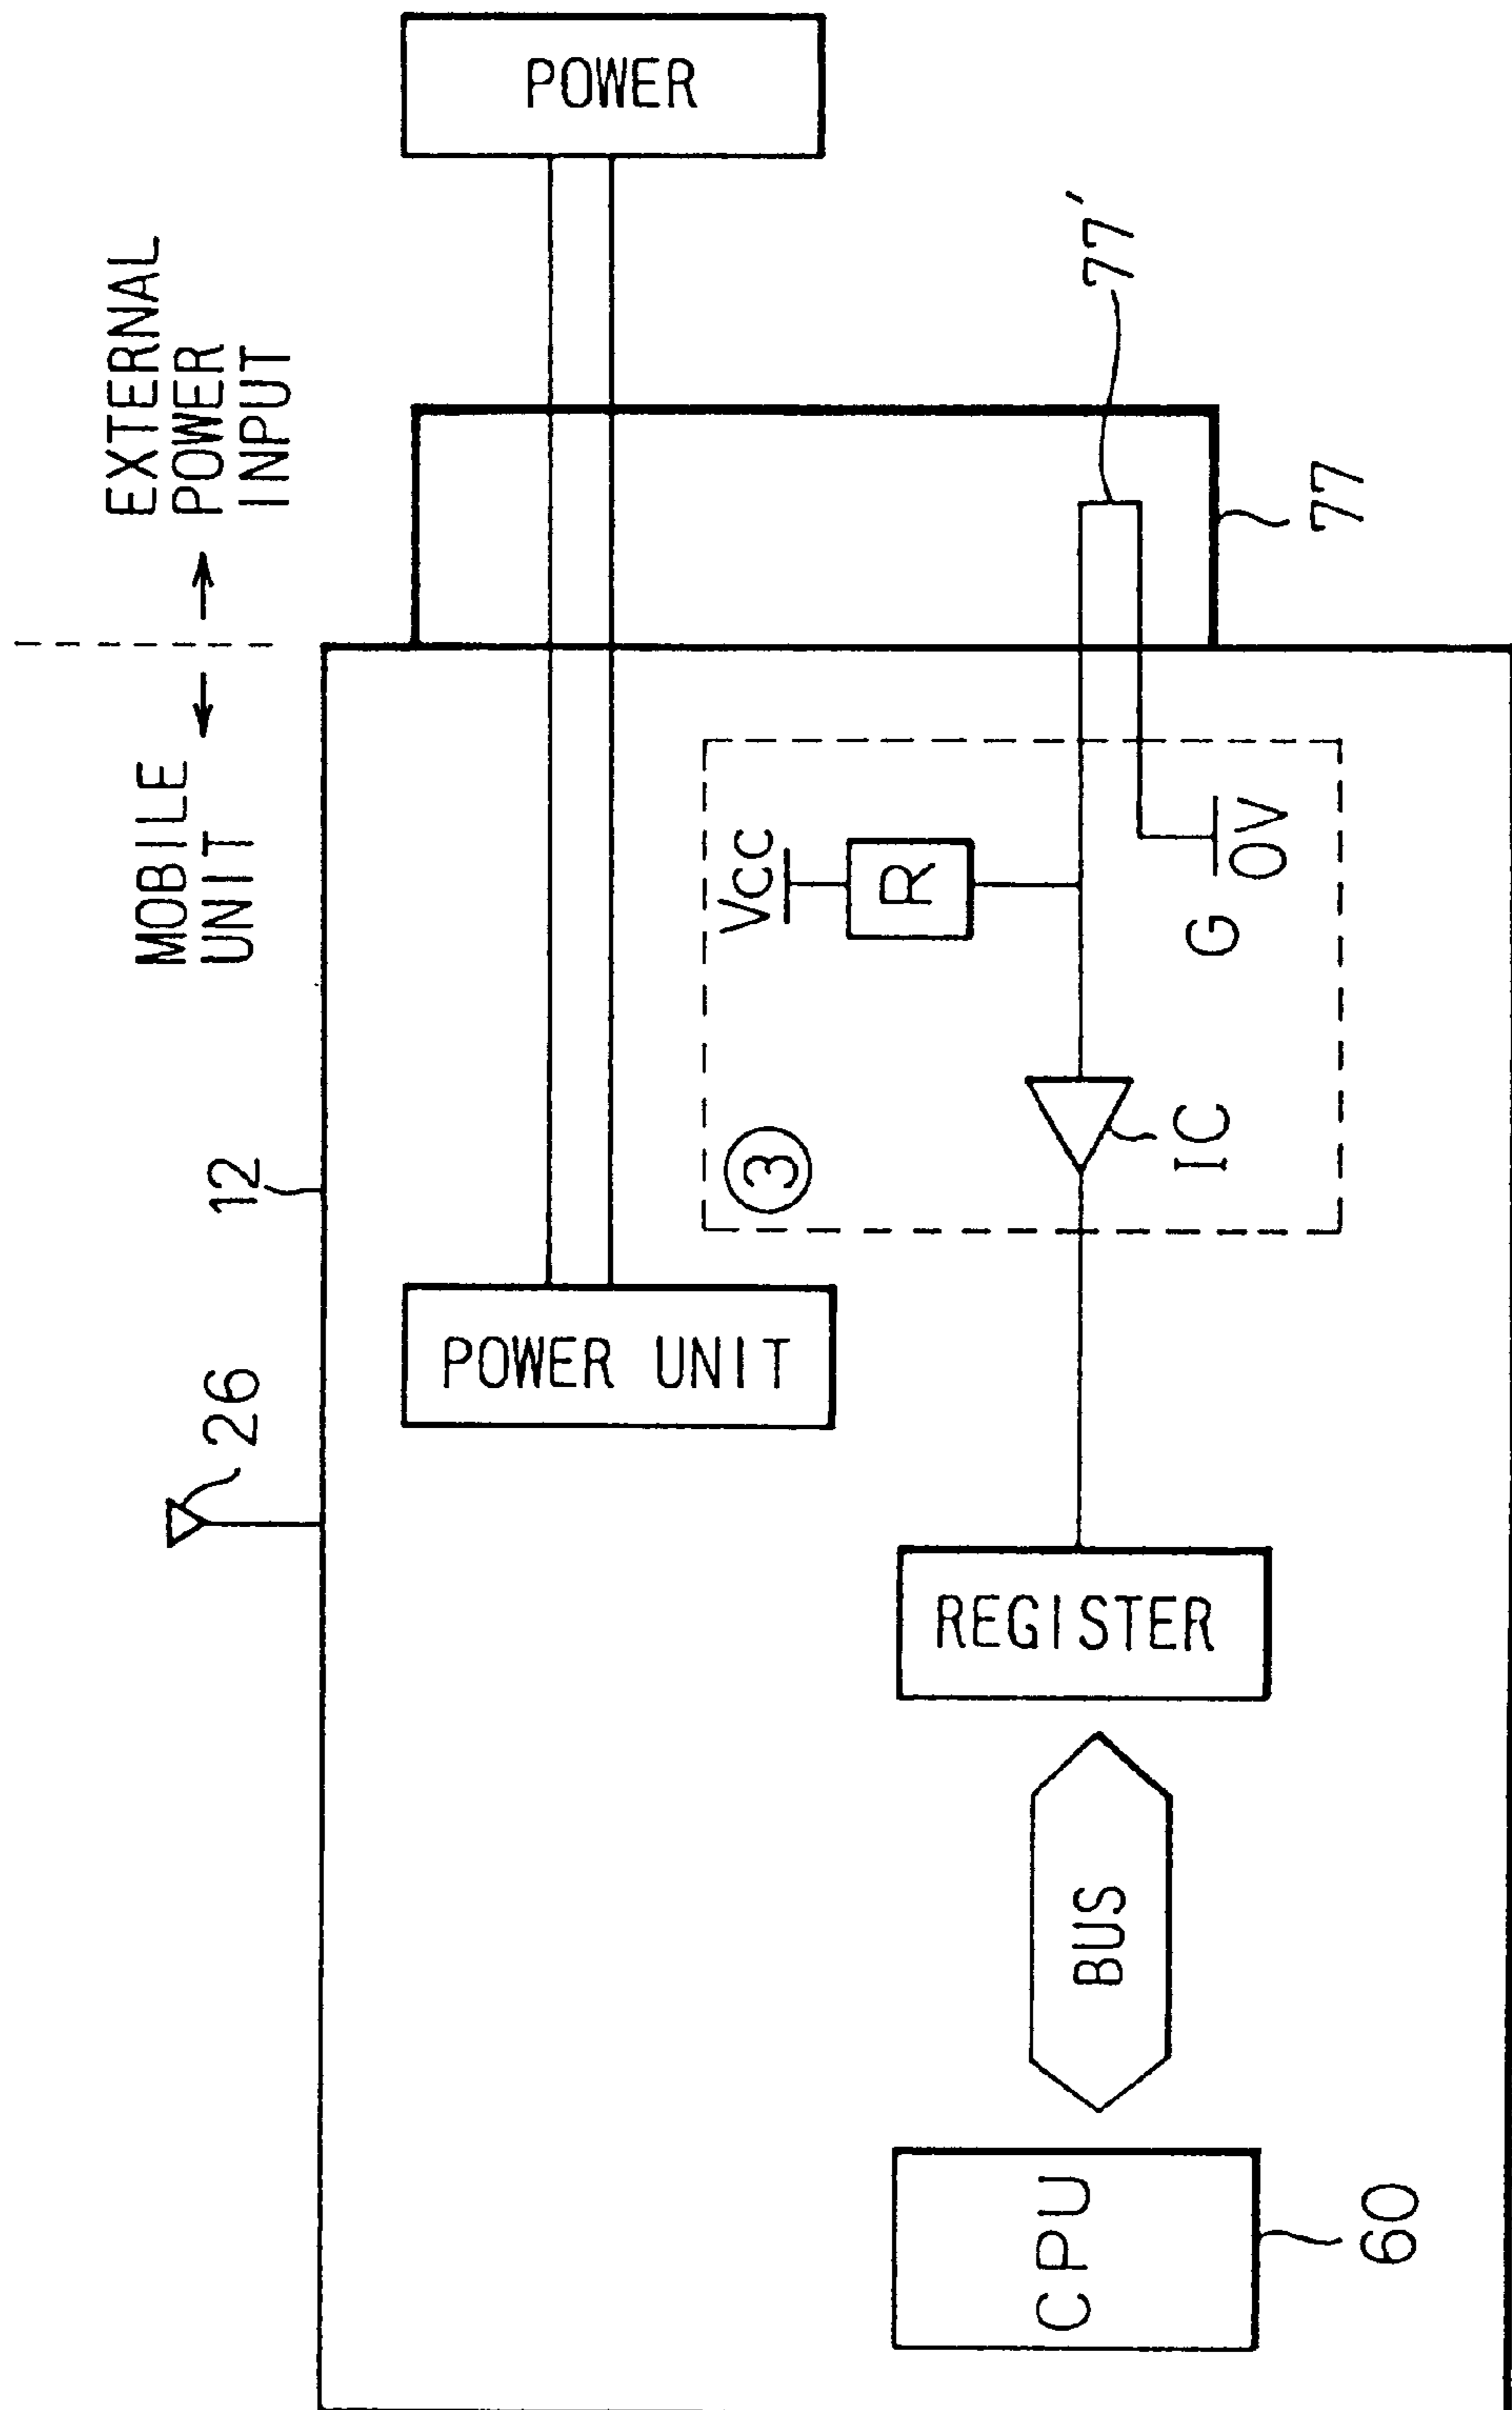 MOBILE
UNIT
EXTERNAL
POWER
INPUT
26
12
POWER UNIT
POWER
③
Vcc
R
CPU
BUS
REGISTER
IC
G
0V
77'
77
60